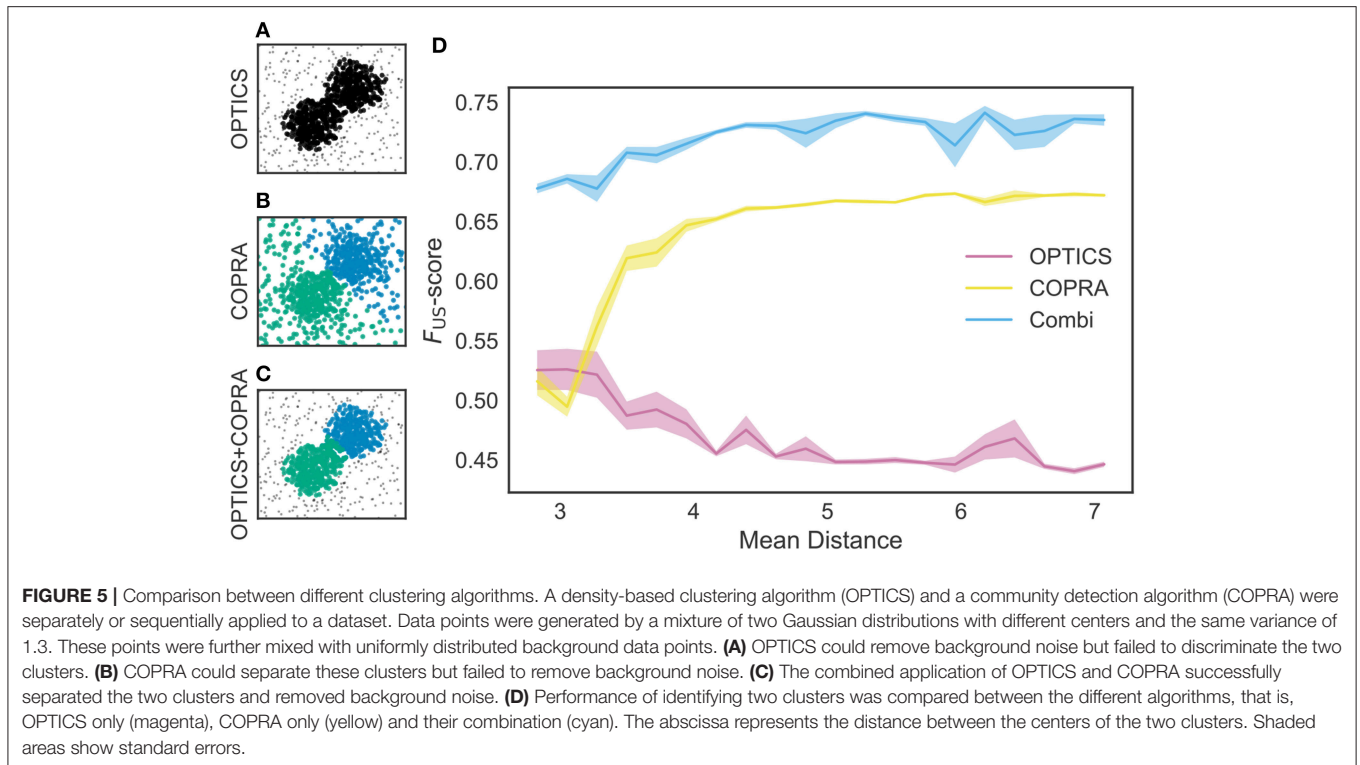 A
OPTICS
B
COPRA
C
OPTICS+COPRA
D
0.75
0.70
0.65
0.60
0.55
0.50
0.45
FUS-score
OPTICS
COPRA
Combi
3 4 5 6 7
Mean Distance
FIGURE 5 | Comparison between different clustering algorithms. A density-based clustering algorithm (OPTICS) and a community detection algorithm (COPRA) were
separately or sequentially applied to a dataset. Data points were generated by a mixture of two Gaussian distributions with different centers and the same variance of
1.3. These points were further mixed with uniformly distributed background data points. (A) OPTICS could remove background noise but failed to discriminate the two
clusters. (B) COPRA could separate these clusters but failed to remove background noise. (C) The combined application of OPTICS and COPRA successfully
separated the two clusters and removed background noise. (D) Performance of identifying two clusters was compared between the different algorithms, that is,
OPTICS only (magenta), COPRA only (yellow) and their combination (cyan). The abscissa represents the distance between the centers of the two clusters. Shaded
areas show standard errors.